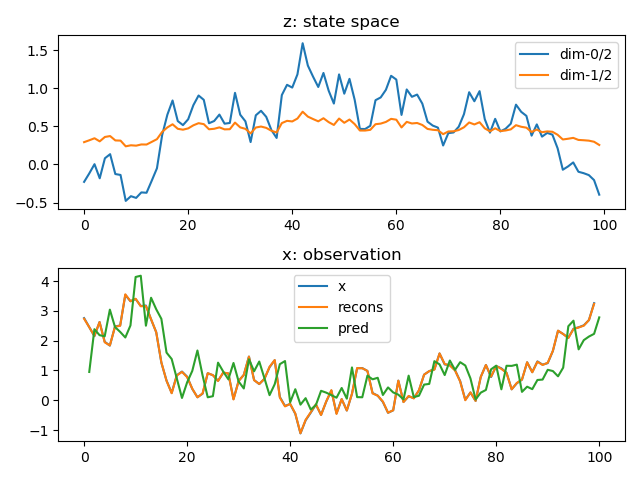 z: state space
1.5
1.0
0.5
0.0
−0.5
dim-0/2
dim-1/2
0 20 40 60 80 100
x: observation
4
3
2
1
0
−1
x
recons
pred
0 20 40 60 80 100